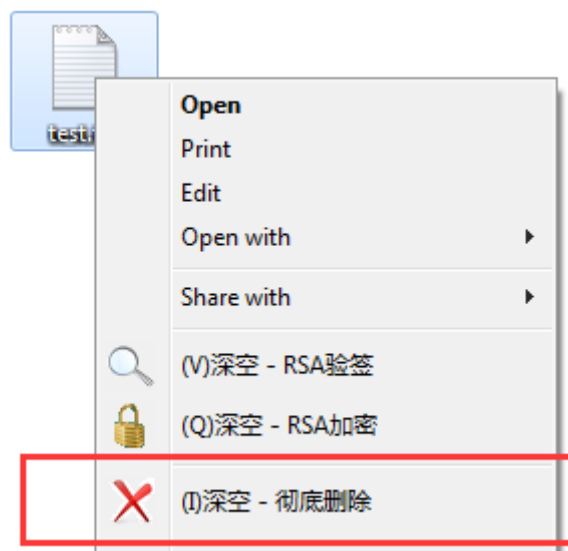 test
Open
Print
Edit
Open with
Share with
(V)深空 - RSA验签
(Q)深空 - RSA加密
(I)深空 - 彻底删除